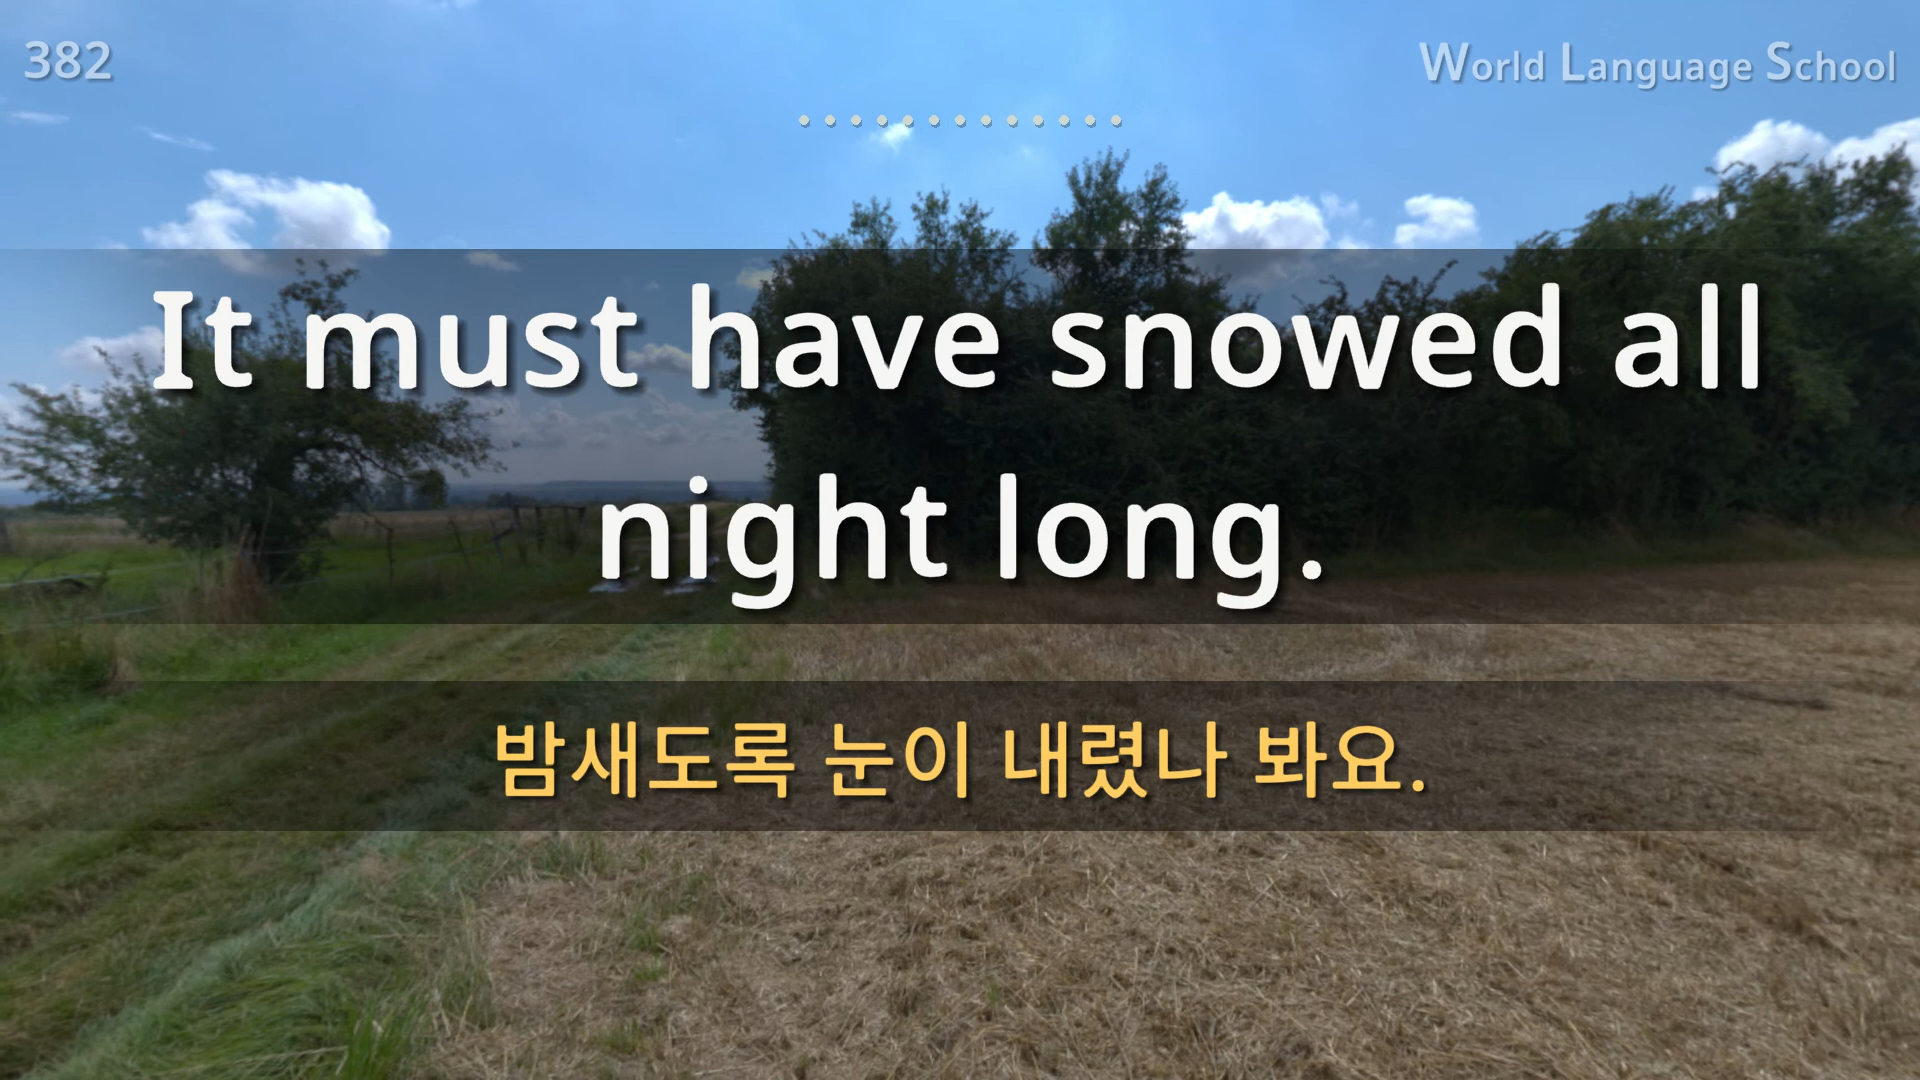 382
World Language School
It must have snowed all
night long.
밤새도록 눈이 내렸나 봐요.